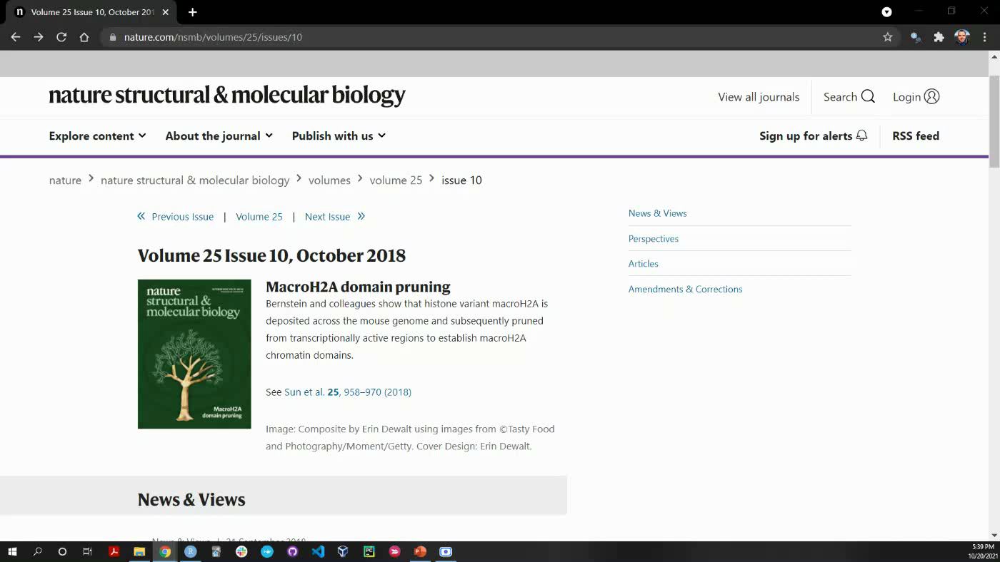 Volume 25 Issue 10, October 201
nature.com/nsmb/volumes/25/issues/10
nature structural & molecular biology
View all journals
Search
Login
Explore content
About the journal
Publish with us
Sign up for alerts
RSS feed
nature > nature structural & molecular biology > volumes > volume 25 > issue 10
« Previous Issue | Volume 25 | Next Issue »
News & Views
Perspectives
Articles
Amendments & Corrections
Volume 25 Issue 10, October 2018
nature
structural &
molecular biology
MacroH2A
domain pruning
MacroH2A domain pruning
Bernstein and colleagues show that histone variant macroH2A is
deposited across the mouse genome and subsequently pruned
from transcriptionally active regions to establish macroH2A
chromatin domains.
See Sun et al. 25, 958–970 (2018)
Image: Composite by Erin Dewalt using images from ©Tasty Food
and Photography/Moment/Getty. Cover Design: Erin Dewalt.
News & Views
News & Views | 21 September 2018
5:39 PM
10/20/2021